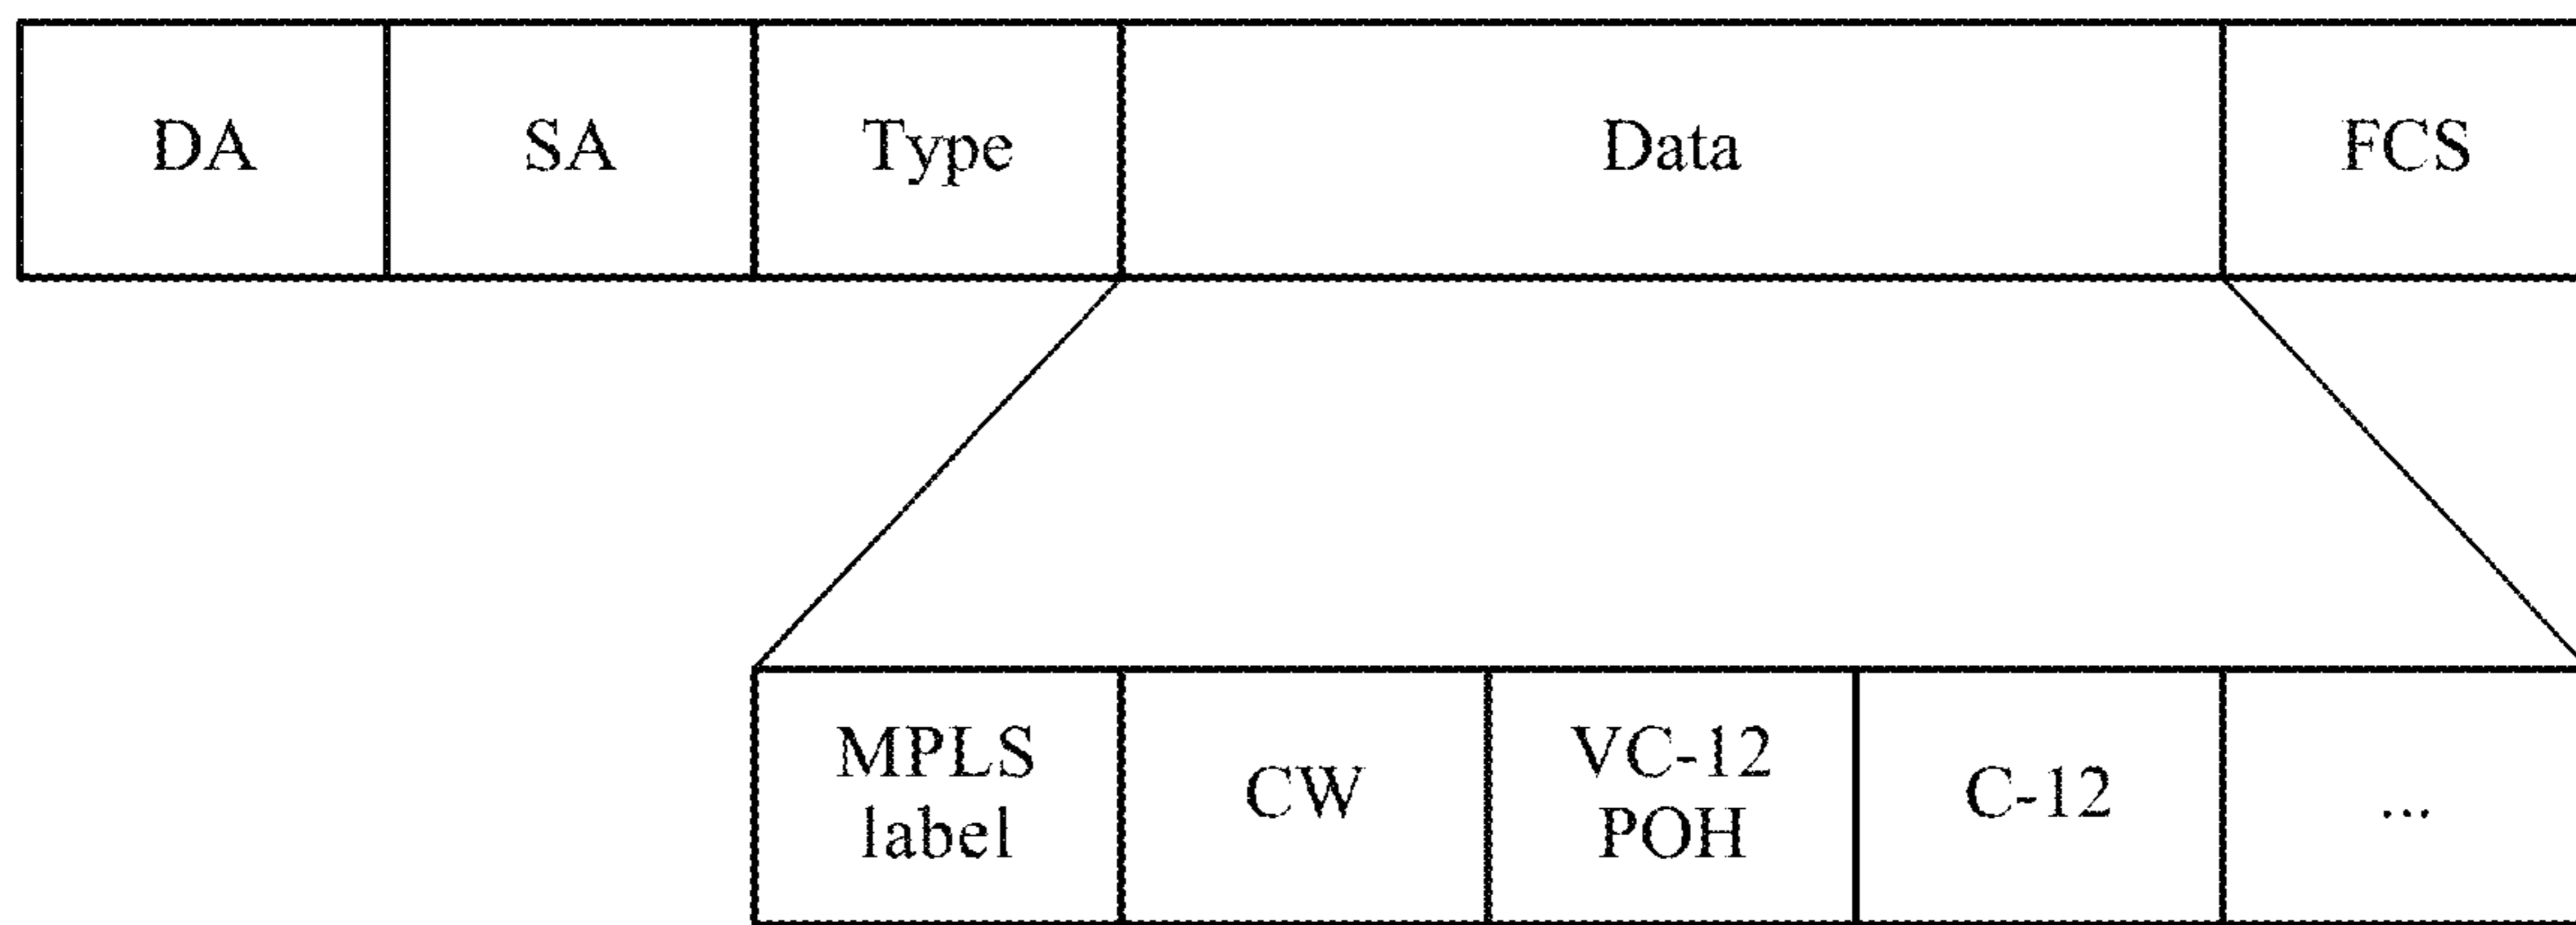 DA SA Type Data FCS
MPLS label CW VC-12 POH C-12 ...